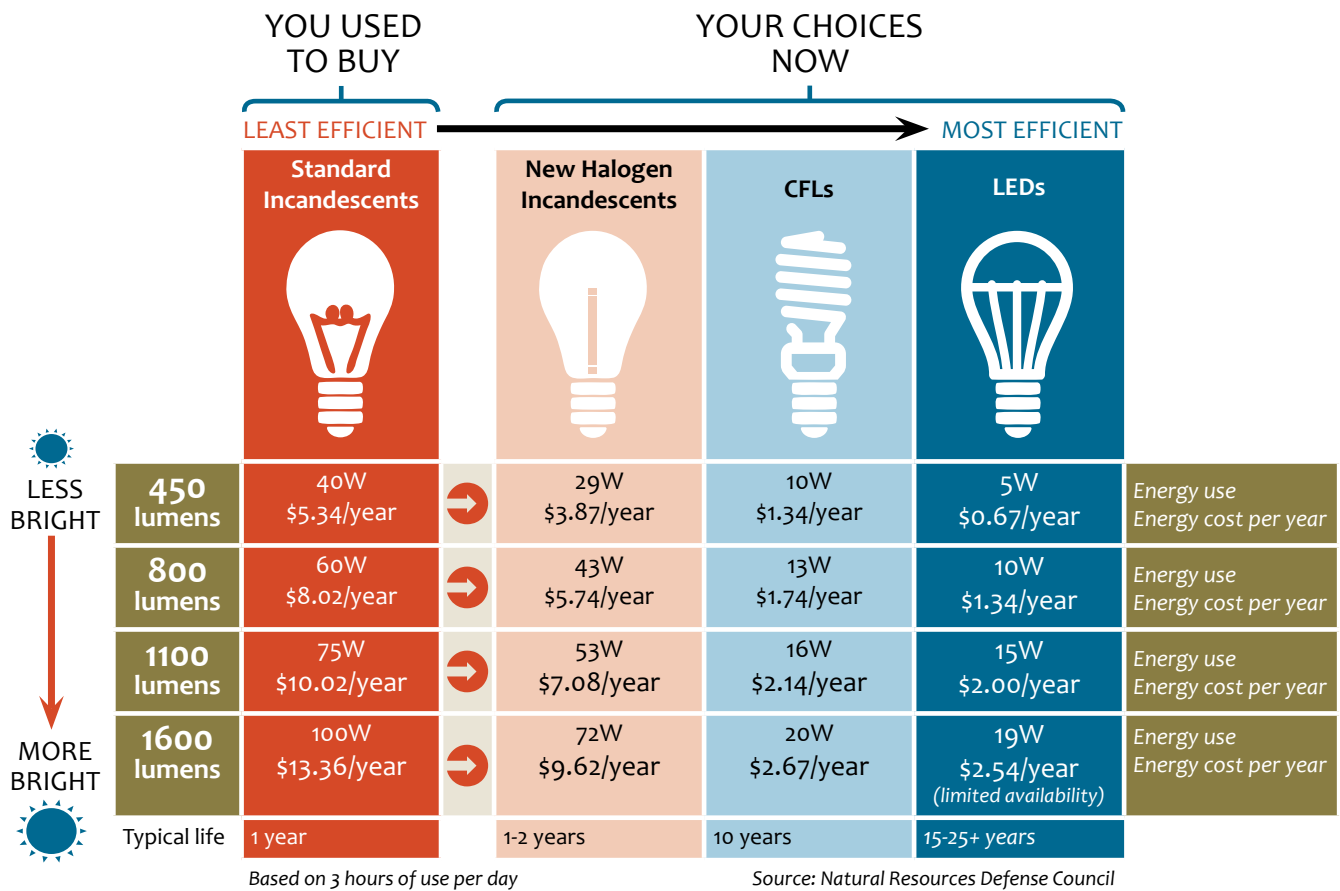 YOU USED
TO BUY
YOUR CHOICES
NOW
LEAST EFFICIENT
MOST EFFICIENT
Standard
Incandescents
New Halogen
Incandescents
CFLs
LEDs
LESS
BRIGHT
450
lumens
40W
$5.34/year
29W
$3.87/year
10W
$1.34/year
5W
$0.67/year
Energy use
Energy cost per year
800
lumens
60W
$8.02/year
43W
$5.74/year
13W
$1.74/year
10W
$1.34/year
Energy use
Energy cost per year
1100
lumens
75W
$10.02/year
53W
$7.08/year
16W
$2.14/year
15W
$2.00/year
Energy use
Energy cost per year
MORE
BRIGHT
1600
lumens
100W
$13.36/year
72W
$9.62/year
20W
$2.67/year
19W
$2.54/year
(limited availability)
Energy use
Energy cost per year
Typical life
1 year
1-2 years
10 years
15-25+ years
Based on 3 hours of use per day
Source: Natural Resources Defense Council